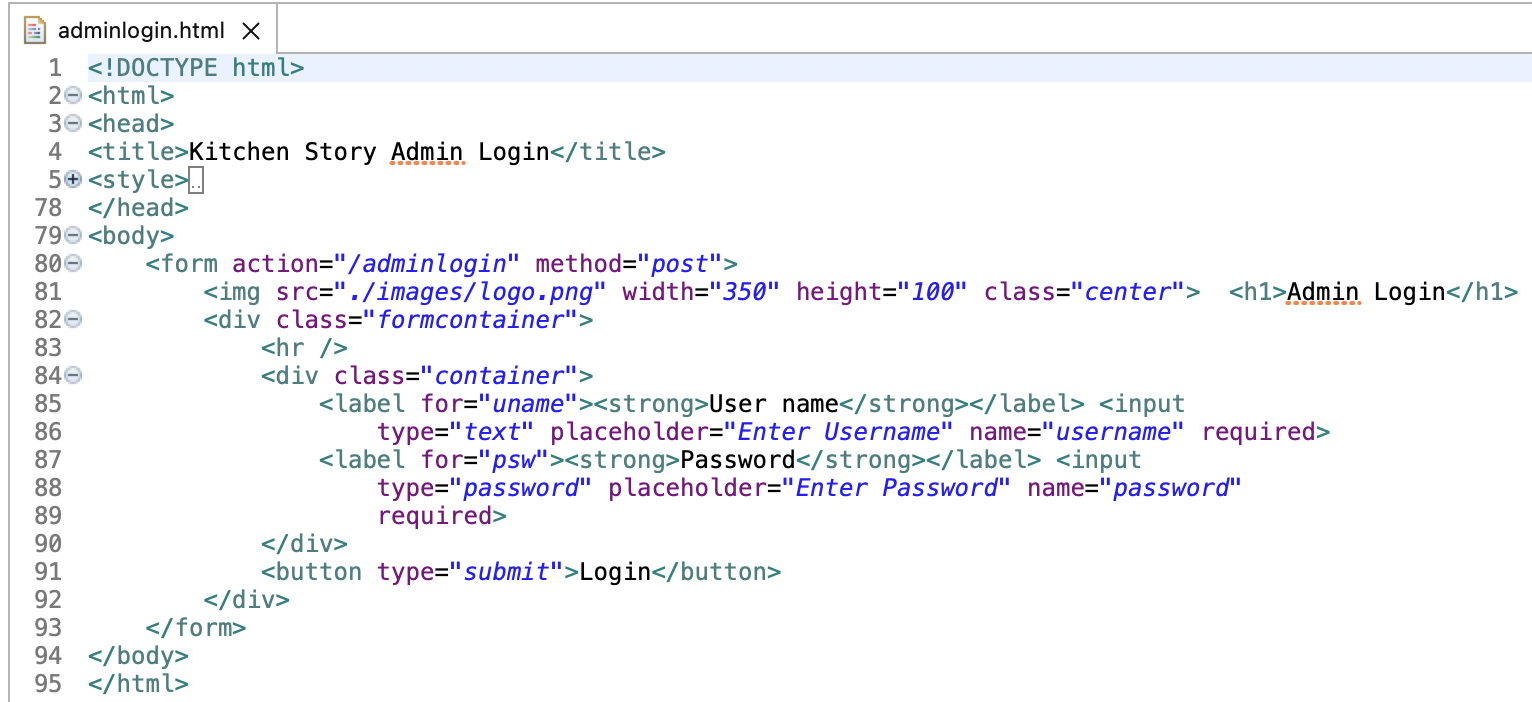 adminlogin.html
1 <!DOCTYPE html>
2 <html>
3 <head>
4 <title>Kitchen Story Admin Login</title>
5 <style>..
78 </head>
79 <body>
80     <form action="/adminlogin" method="post">
81         <img src="./images/logo.png" width="350" height="100" class="center">  <h1>Admin Login</h1>
82         <div class="formcontainer">
83             <hr />
84             <div class="container">
85                 <label for="uname"><strong>User name</strong></label> <input
86                     type="text" placeholder="Enter Username" name="username" required>
87                 <label for="psw"><strong>Password</strong></label> <input
88                     type="password" placeholder="Enter Password" name="password"
89                     required>
90             </div>
91             <button type="submit">Login</button>
92         </div>
93     </form>
94 </body>
95 </html>